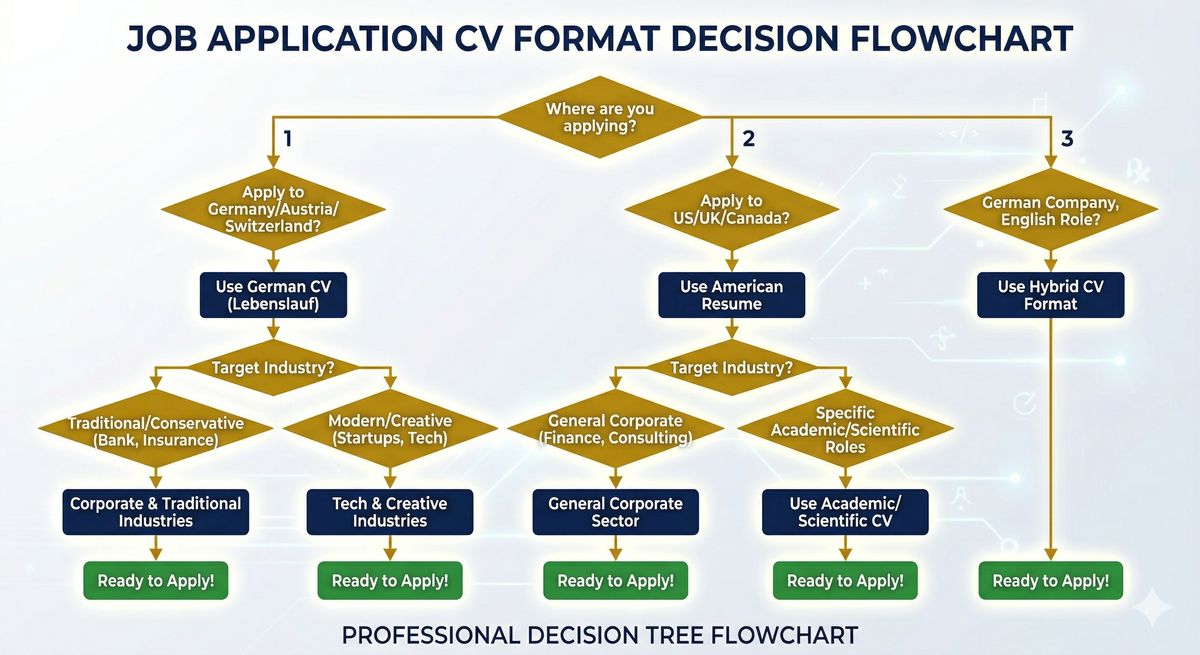 JOB APPLICATION CV FORMAT DECISION FLOWCHART
Where are you
applying?
1
2
3
Apply to
Germany/Austria/
Switzerland?
Apply to
US/UK/Canada?
German Company,
English Role?
Use German CV
(Lebenslauf)
Use American
Resume
Use Hybrid CV
Format
Target Industry?
Target Industry?
Traditional/Conservative
(Bank, Insurance)
Modern/Creative
(Startups, Tech)
General Corporate
(Finance, Consulting)
Specific
Academic/Scientific
Roles
Corporate & Traditional
Industries
Tech & Creative
Industries
General Corporate
Sector
Use Academic/
Scientific CV
Ready to Apply!
Ready to Apply!
Ready to Apply!
Ready to Apply!
Ready to Apply!
PROFESSIONAL DECISION TREE FLOWCHART